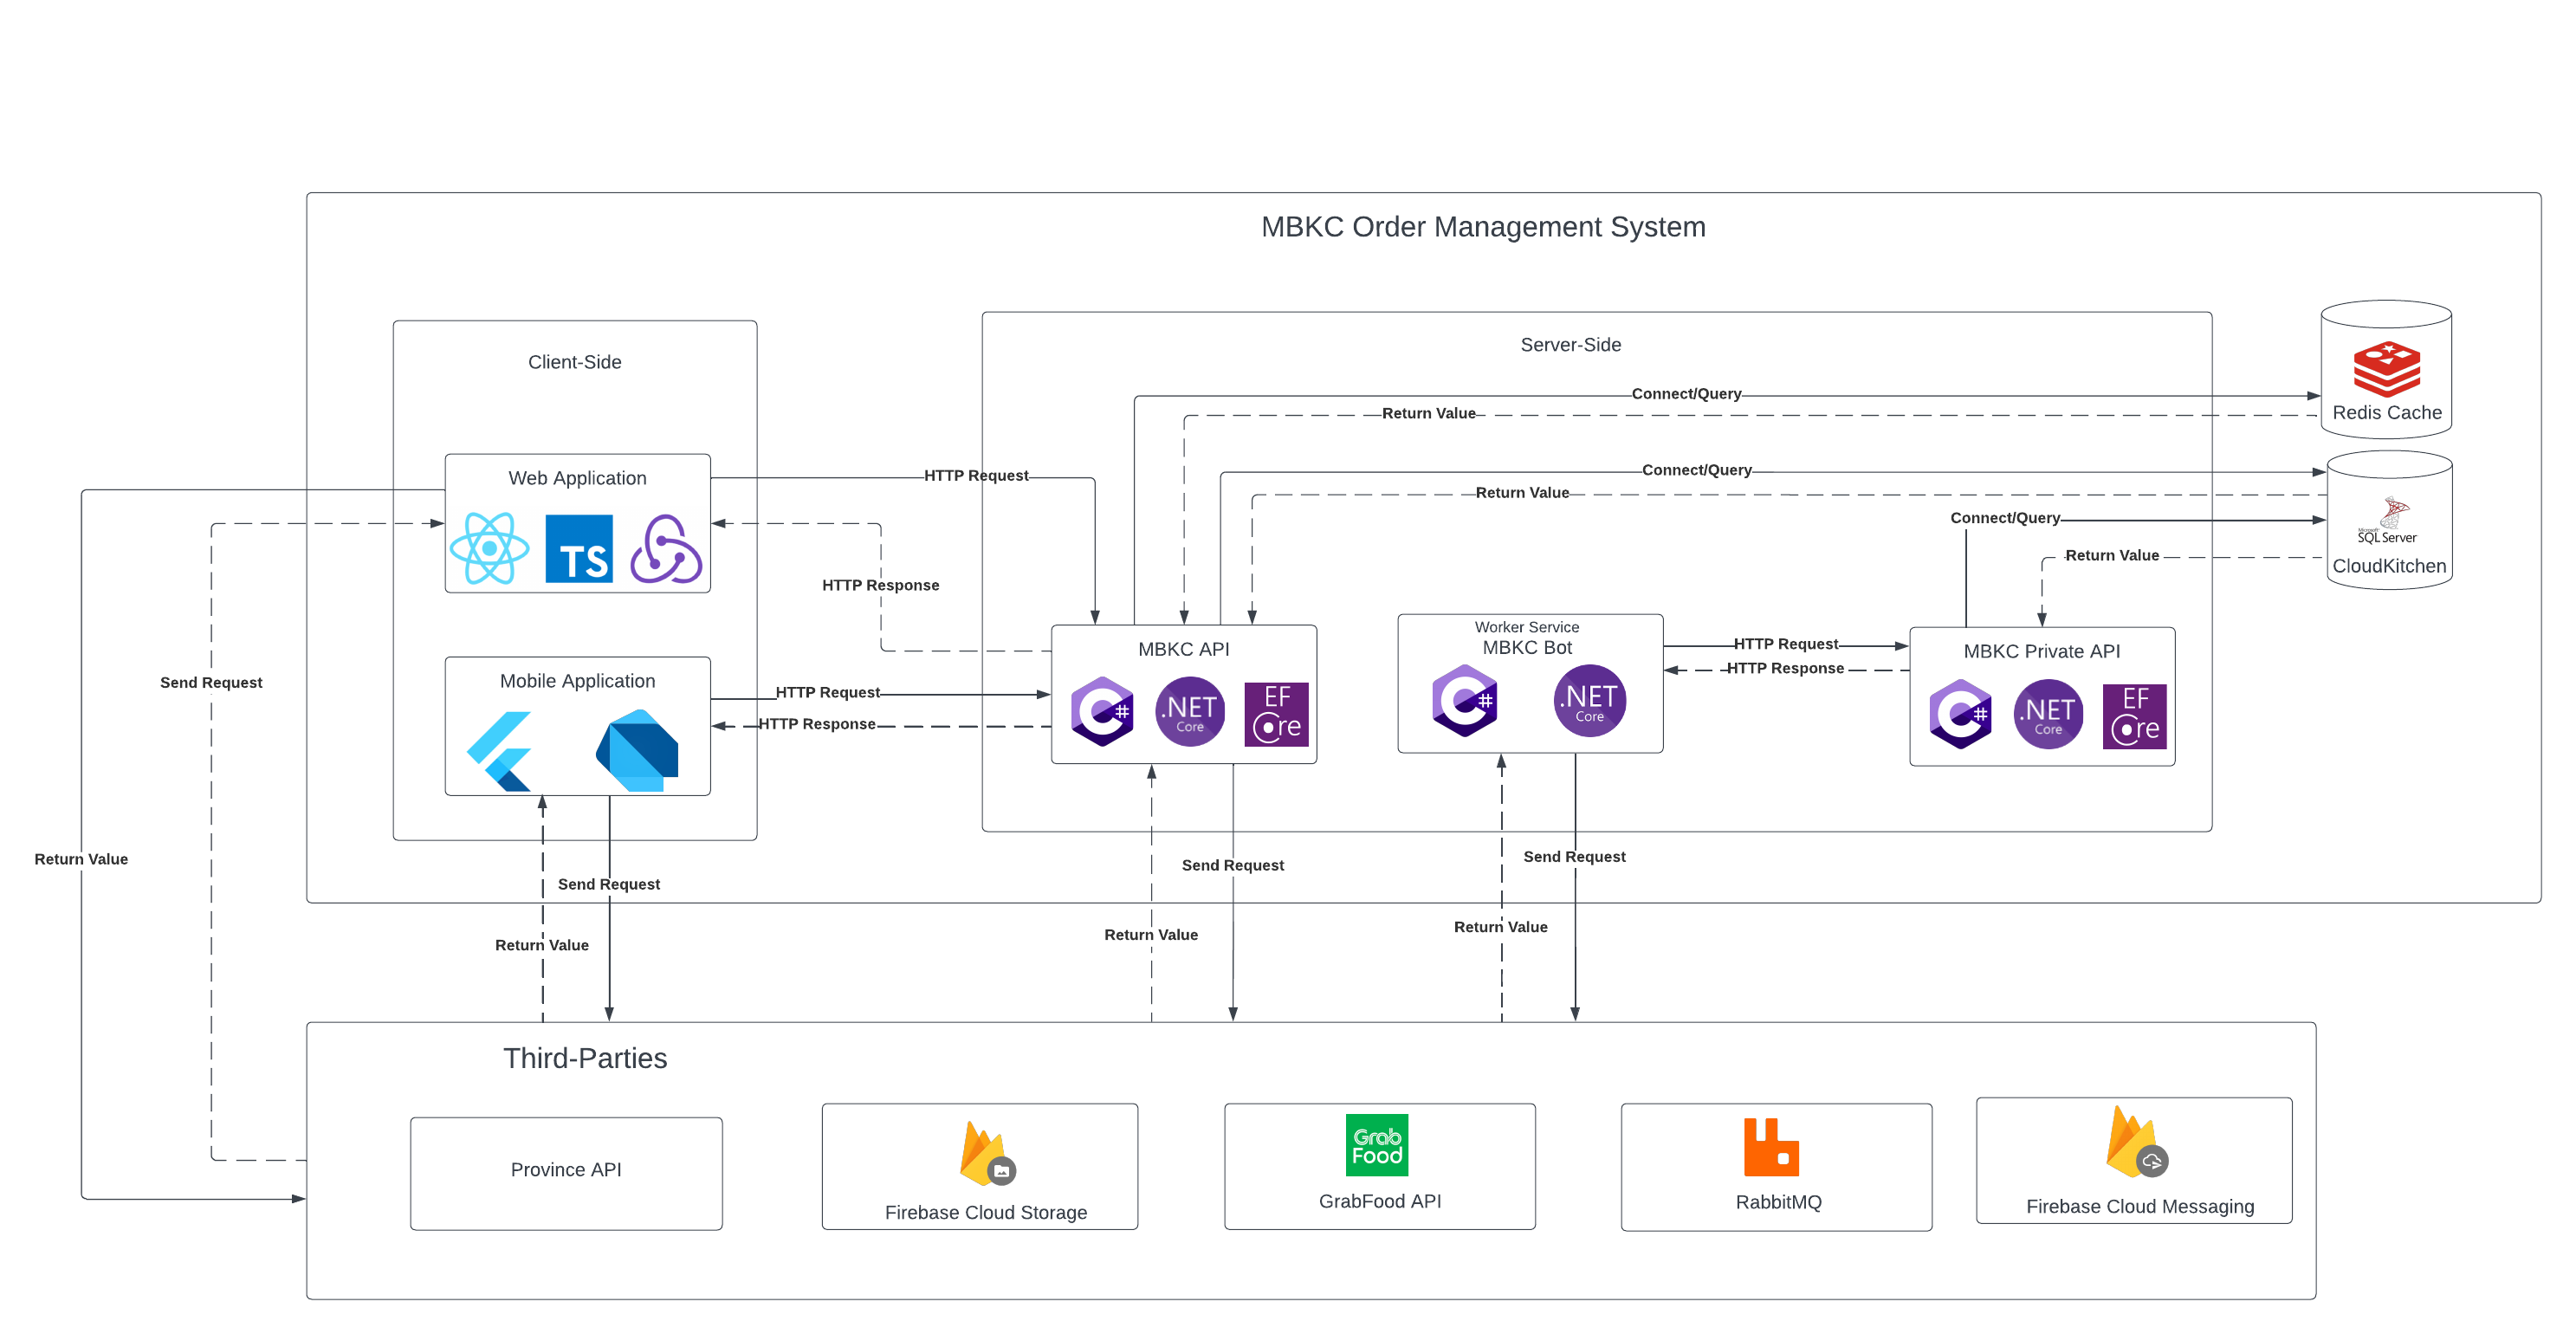 MBKC Order Management System
Client-Side
Server-Side
Connect/Query
Return Value
Redis Cache
Web Application
TS
HTTP Request
HTTP Response
Connect/Query
Return Value
Connect/Query
Return Value
Microsoft
SQL Server
CloudKitchen
Mobile Application
HTTP Request
HTTP Response
MBKC API
C#
.NET
Core
EF
Core
Worker Service
MBKC Bot
C#
.NET
Core
HTTP Request
HTTP Response
MBKC Private API
C#
.NET
Core
EF
Core
Send Request
Return Value
Send Request
Return Value
Send Request
Return Value
Send Request
Return Value
Third-Parties
Province API
Firebase Cloud Storage
Grab
Food
GrabFood API
RabbitMQ
Firebase Cloud Messaging